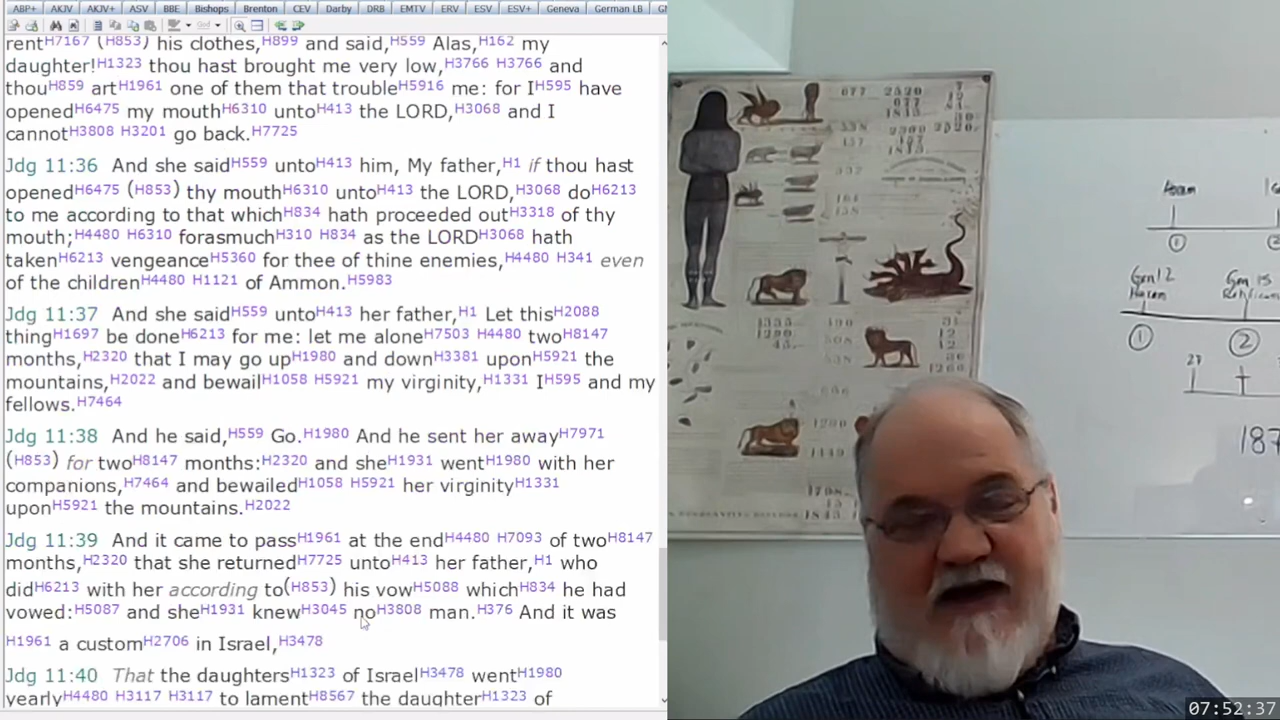 ABP+ AKJV AKJV+ ASV BBE Bishops Brenton CEV Darby DRB EMTV ERV ESV ESV+ Geneva German LB
rentH7167 (H853) his clothes,H899 and said,H559 Alas,H162 my
daughter!H1323 thou hast brought me very low,H3766 H3766 and
thouH859 artH1961 one of them that troubleH5916 me: for IH595 have
openedH6475 my mouthH6310 untoH413 the LORD,H3068 and I
cannotH3808 H3201 go back.H7725
Jdg 11:36 And she saidH559 untoH413 him, My father,H1 if thou hast
openedH6475 (H853) thy mouthH6310 untoH413 the LORD,H3068 doH6213
to me according to that whichH834 hath proceeded outH3318 of thy
mouth;H4480 H6310 forasmuchH310 H834 as the LORDH3068 hath
takenH6213 vengeanceH5360 for thee of thine enemies,H4480 H341 even
of the childrenH4480 H1121 of Ammon.H5983
Jdg 11:37 And she saidH559 untoH413 her father,H1 Let thisH2088
thingH1697 be doneH6213 for me: let me aloneH7503 H4480 twoH8147
months,H2320 that I may go upH1980 and downH3381 uponH5921 the
mountains,H2022 and bewailH1058 H5921 my virginity,H1331 IH595 and my
fellows.H7464
Jdg 11:38 And he said,H559 Go.H1980 And he sent her awayH7971
(H853) for twoH8147 months:H2320 and sheH1931 wentH1980 with her
companions,H7464 and bewailedH1058 H5921 her virginityH1331
uponH5921 the mountains.H2022
Jdg 11:39 And it came to passH1961 at the endH4480 H7093 of twoH8147
months,H2320 that she returnedH7725 untoH413 her father,H1 who
didH6213 with her according to(H853) his vowH5088 whichH834 he had
vowed:H5087 and sheH1931 knewH3045 noH3808 man.H376 And it was
H1961 a customH2706 in Israel,H3478
Jdg 11:40 That the daughtersH1323 of IsraelH3478 wentH1980
yearlyH4480 H3117 H3117 to lamentH8567 the daughterH1323 of
677 2520
Adam
1
Gen 12
Haran
Gen 15
1
2
27
187
07:52:37